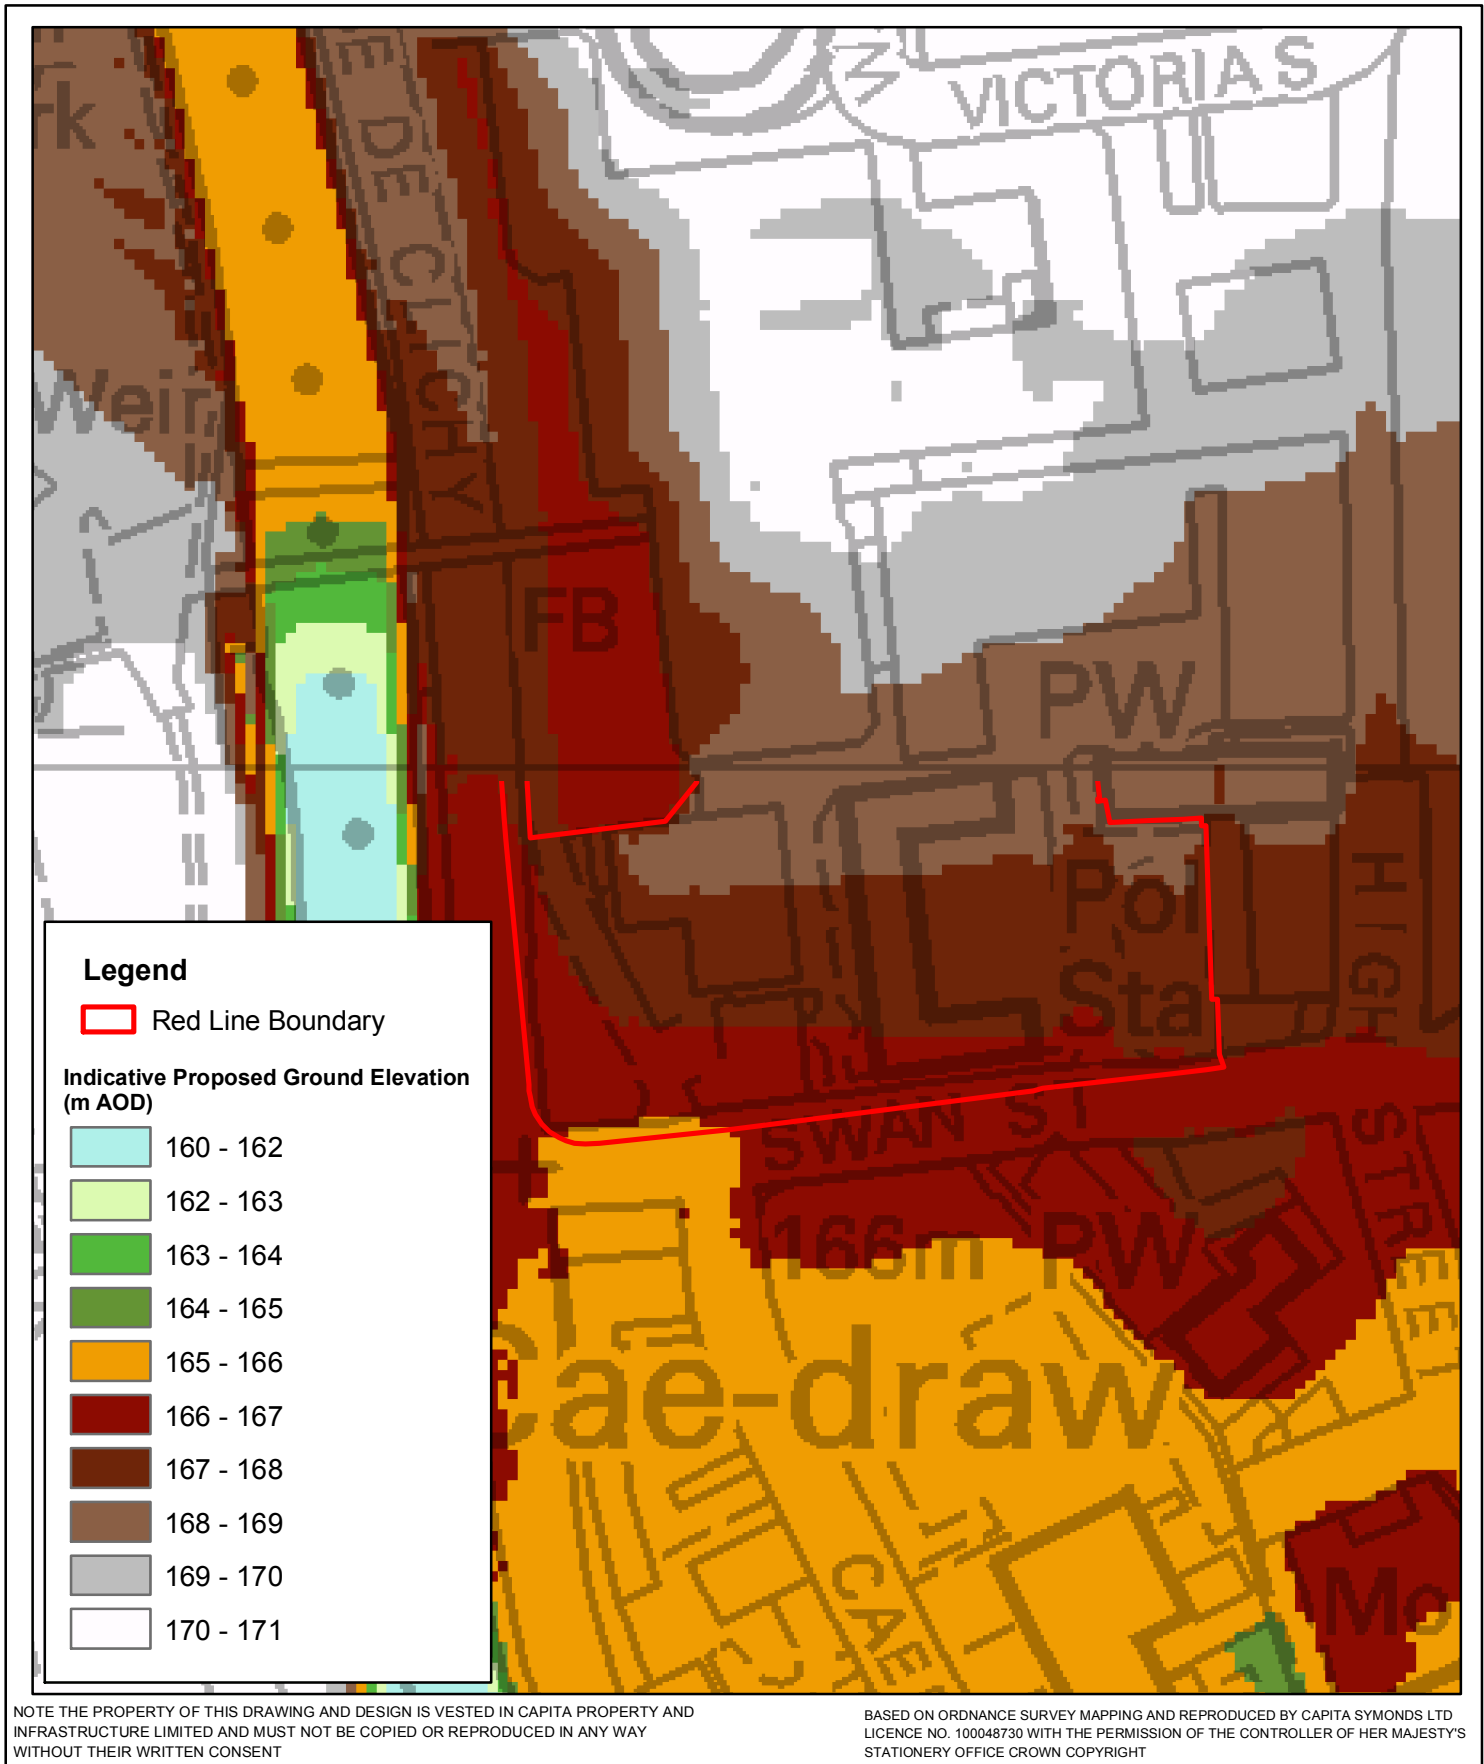 rk
DE CLICHY
VICTORIA S
Weir
FB
PW
Pol
Sta
HIGH
STREE
SWAN ST
166m
PW
Cae-draw
CAE
Mo
Legend
Red Line Boundary
Indicative Proposed Ground Elevation
(m AOD)
160 - 162
162 - 163
163 - 164
164 - 165
165 - 166
166 - 167
167 - 168
168 - 169
169 - 170
170 - 171
NOTE THE PROPERTY OF THIS DRAWING AND DESIGN IS VESTED IN CAPITA PROPERTY AND
INFRASTRUCTURE LIMITED AND MUST NOT BE COPIED OR REPRODUCED IN ANY WAY
WITHOUT THEIR WRITTEN CONSENT
BASED ON ORDNANCE SURVEY MAPPING AND REPRODUCED BY CAPITA SYMONDS LTD
LICENCE NO. 100048730 WITH THE PERMISSION OF THE CONTROLLER OF HER MAJESTY'S
STATIONERY OFFICE CROWN COPYRIGHT